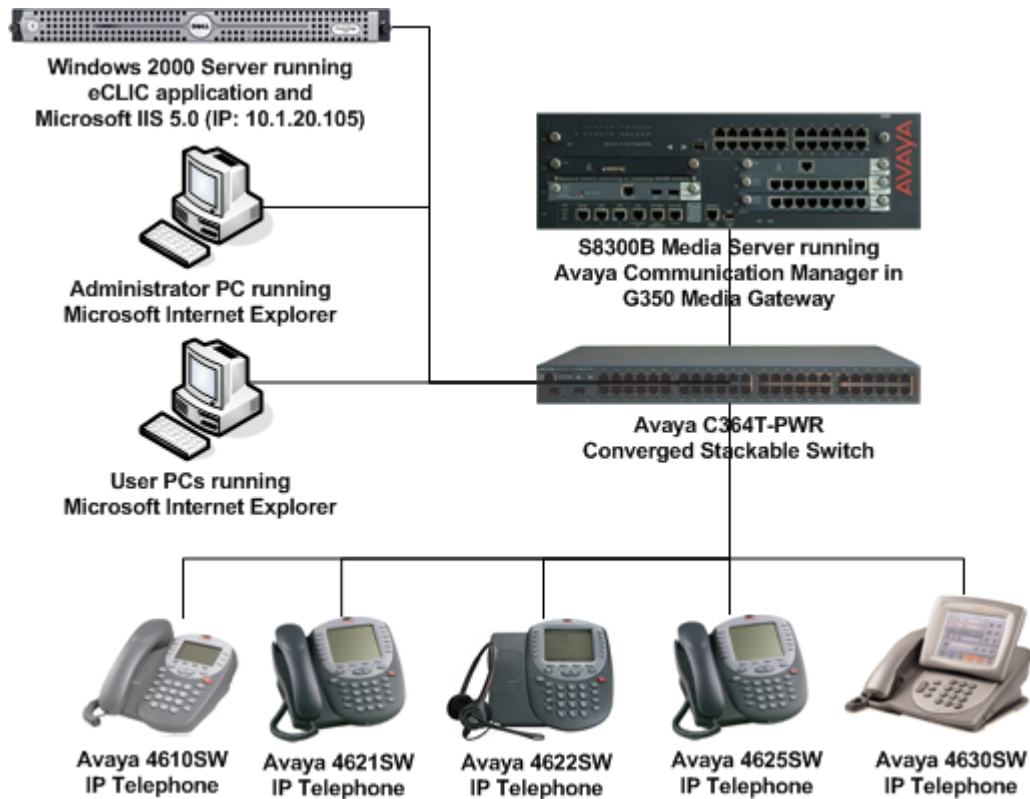 DELL
Windows 2000 Server running
eCLIC application and
Microsoft IIS 5.0 (IP: 10.1.20.105)
AVAYA
S8300B Media Server running
Avaya Communication Manager in
G350 Media Gateway
Administrator PC running
Microsoft Internet Explorer
Avaya C364T-PWR
Converged Stackable Switch
User PCs running
Microsoft Internet Explorer
Avaya 4610SW
IP Telephone
Avaya 4621SW
IP Telephone
Avaya 4622SW
IP Telephone
Avaya 4625SW
IP Telephone
Avaya 4630SW
IP Telephone